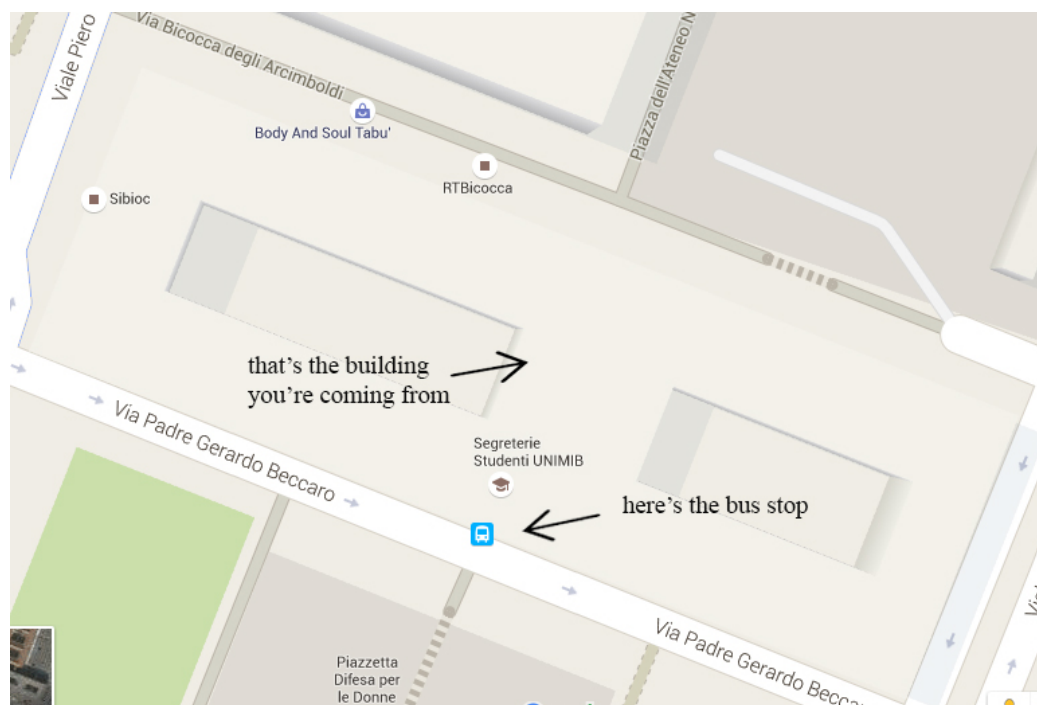 Viale Piero
Via Bicocca degli Arcimboldi
Piazza dell'Ateneo N
Body And Soul Tabu'
RTBicocca
Sibioc
that's the building
you're coming from
Via Padre Gerardo Beccaro
Segreterie
Studenti UNIMIB
here's the bus stop
Via Padre Gerardo Becca
Piazzetta
Difesa per
le Donne